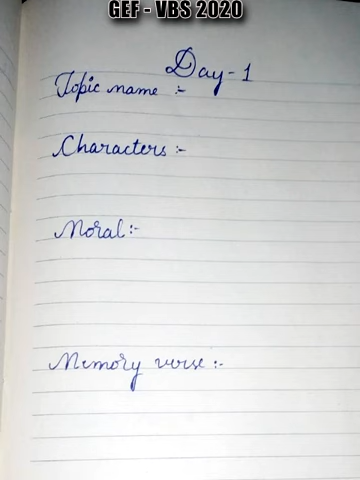 GEF - VBS 2020
Day - 1
Topic name :-
Characters :-
Moral :-
Memory verse :-